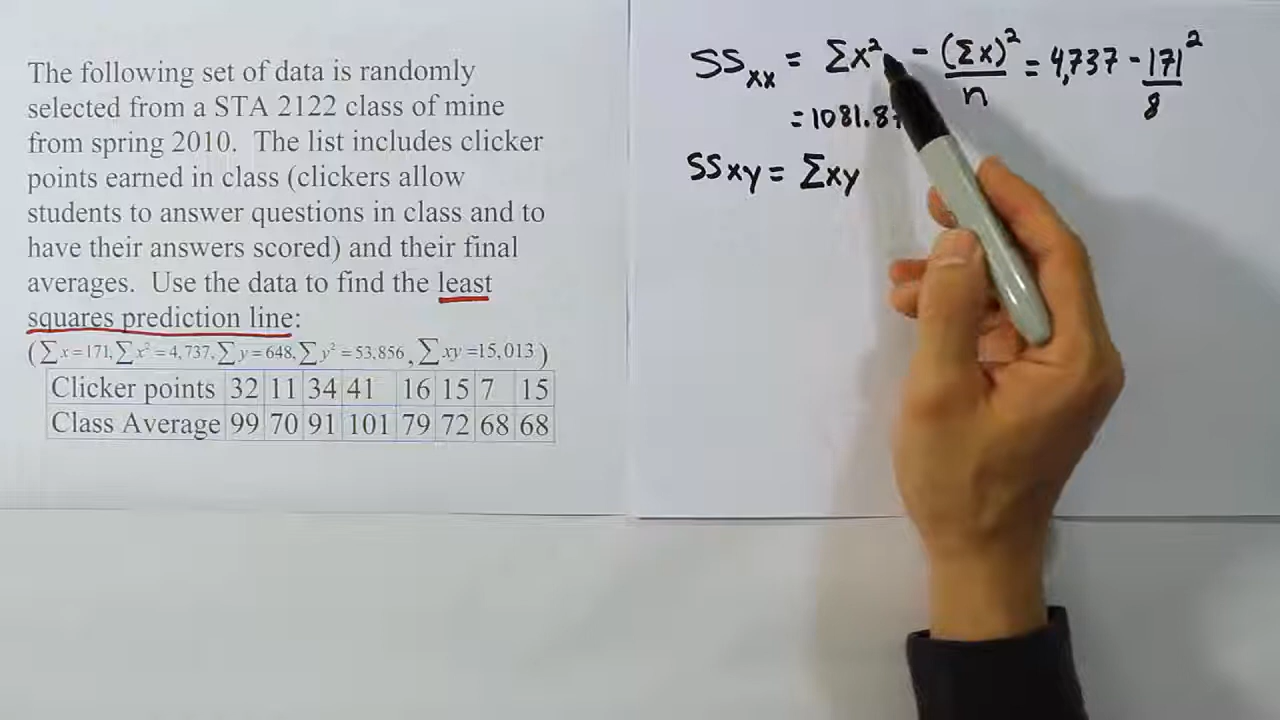 The following set of data is randomly
selected from a STA 2122 class of mine
from spring 2010. The list includes clicker
points earned in class (clickers allow
students to answer questions in class and to
have their answers scored) and their final
averages. Use the data to find the least
squares prediction line:
(∑x=171,∑x²=4,737,∑y=648,∑y²=53,856,∑xy=15,013)
Clicker points 32 11 34 41 16 15 7 15
Class Average 99 70 91 101 79 72 68 68
SSxx = Σx² - (Σx)²/n = 4,737 - 171²/8
= 1081.87
SSxy = Σxy